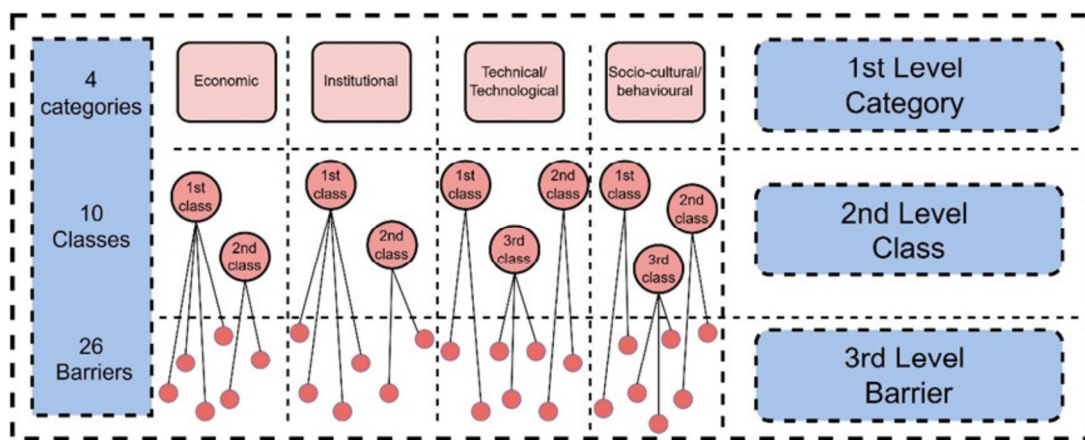 4
categories
Economic
Institutional
Technical/
Technological
Socio-cultural/
behavioural
1st Level
Category
10
Classes
1st
class
2nd
class
1st
class
2nd
class
1st
class
2nd
class
3rd
class
1st
class
2nd
class
3rd
class
2nd Level
Class
26
Barriers
3rd Level
Barrier